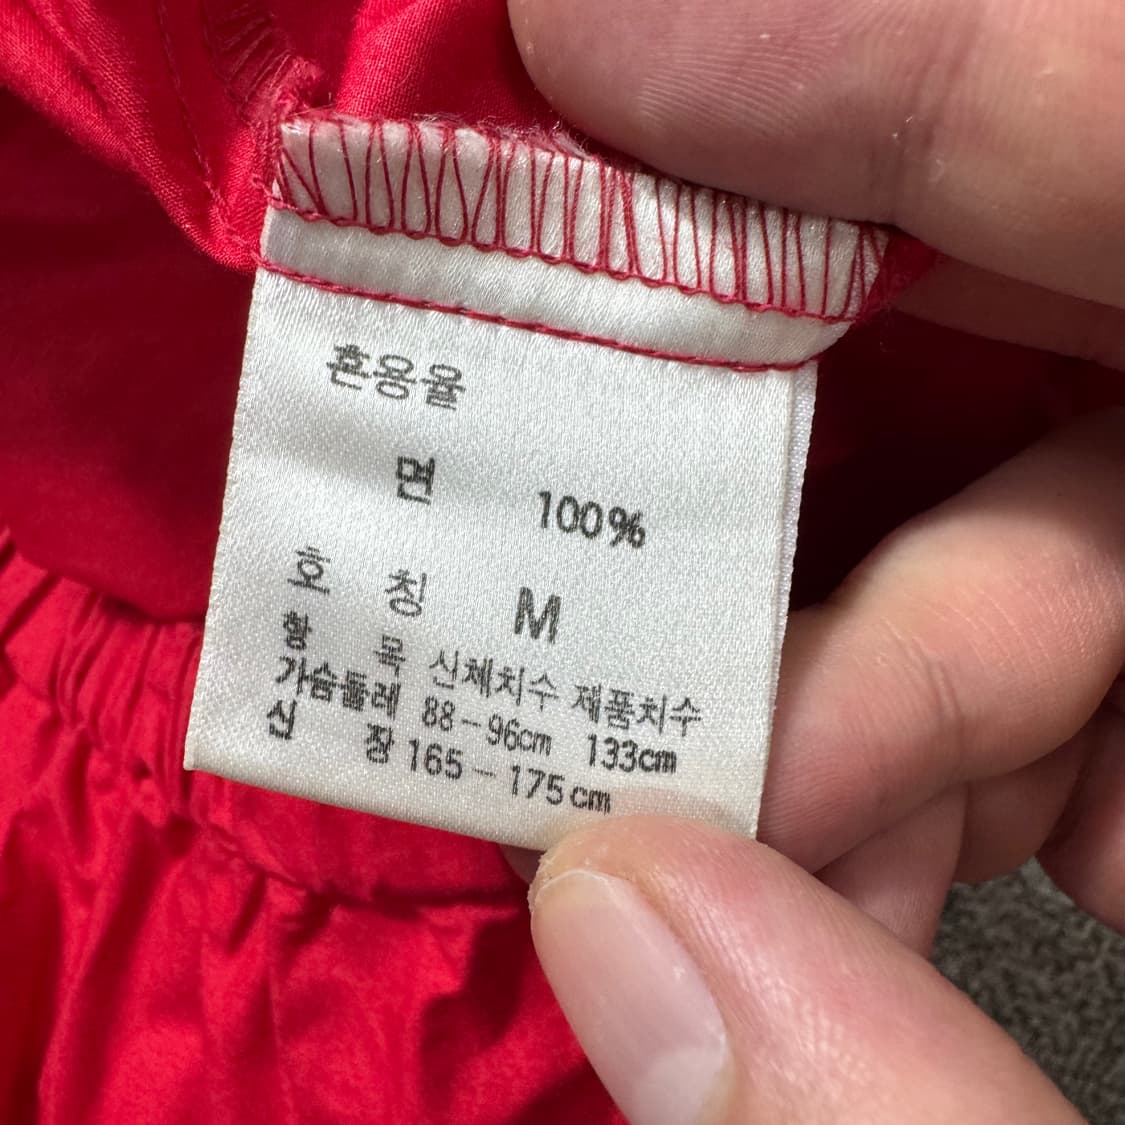 혼용율
면 100%
호 칭 M
항 목 신체치수 제품치수
가슴둘레 88-96cm 133cm
신 장 165-175cm